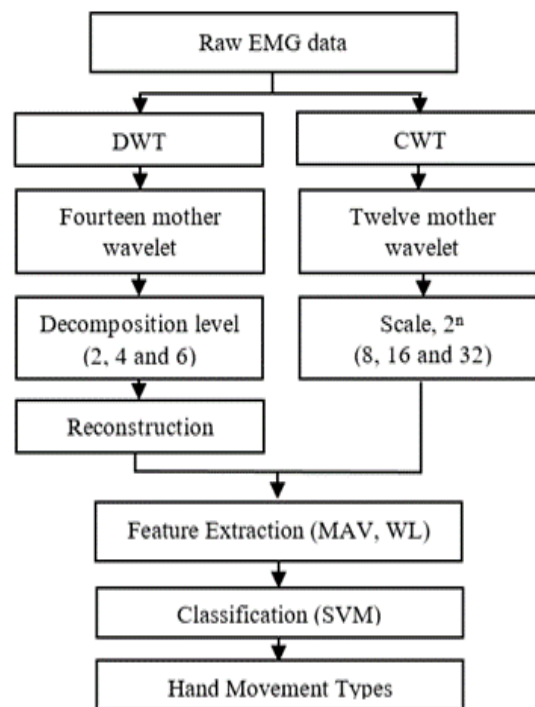 Raw EMG data
DWT
CWT
Fourteen mother
wavelet
Twelve mother
wavelet
Decomposition level
(2, 4 and 6)
Scale, 2ⁿ
(8, 16 and 32)
Reconstruction
Feature Extraction (MAV, WL)
Classification (SVM)
Hand Movement Types